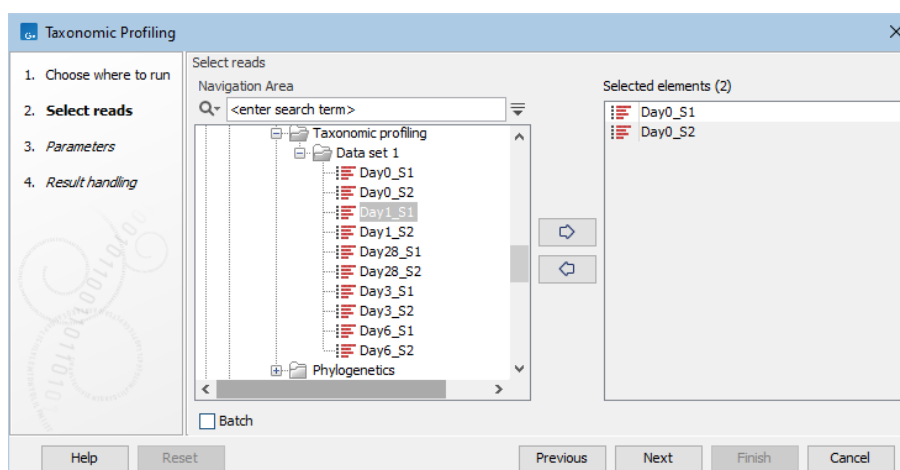 Taxonomic Profiling
1. Choose where to run
2. Select reads
3. Parameters
4. Result handling
Select reads
Navigation Area
<enter search term>
Taxonomic profiling
Data set 1
Day0_S1
Day0_S2
Day1_S1
Day1_S2
Day28_S1
Day28_S2
Day3_S1
Day3_S2
Day6_S1
Day6_S2
Phylogenetics
Batch
Selected elements (2)
Day0_S1
Day0_S2
Help
Reset
Previous
Next
Finish
Cancel